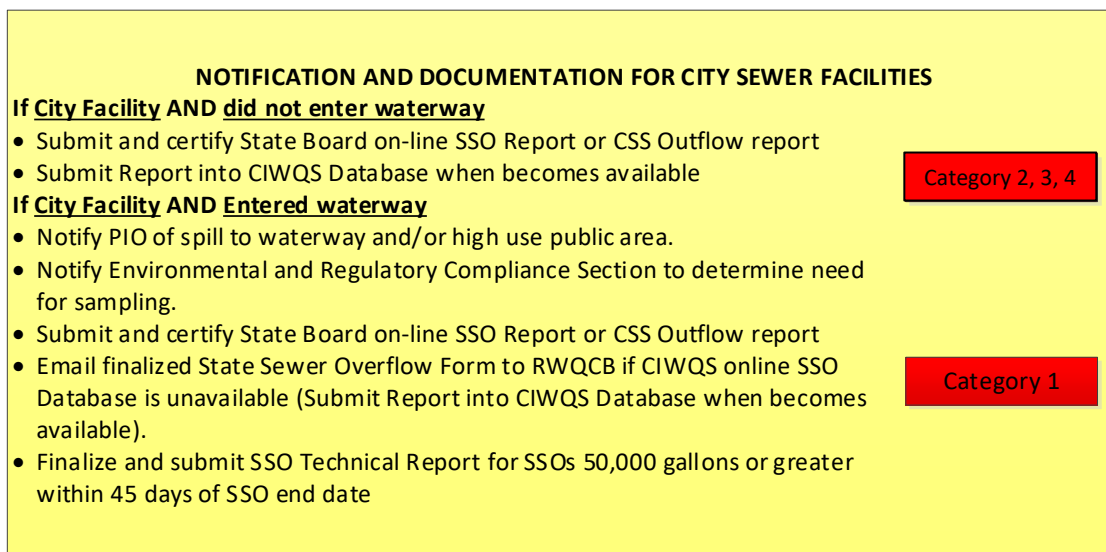 NOTIFICATION AND DOCUMENTATION FOR CITY SEWER FACILITIES
If City Facility AND did not enter waterway
• Submit and certify State Board on-line SSO Report or CSS Outflow report
• Submit Report into CIWQS Database when becomes available
Category 2, 3, 4
If City Facility AND Entered waterway
• Notify PIO of spill to waterway and/or high use public area.
• Notify Environmental and Regulatory Compliance Section to determine need
for sampling.
• Submit and certify State Board on-line SSO Report or CSS Outflow report
• Email finalized State Sewer Overflow Form to RWQCB if CIWQS online SSO
Database is unavailable (Submit Report into CIWQS Database when becomes
available).
Category 1
• Finalize and submit SSO Technical Report for SSOs 50,000 gallons or greater
within 45 days of SSO end date